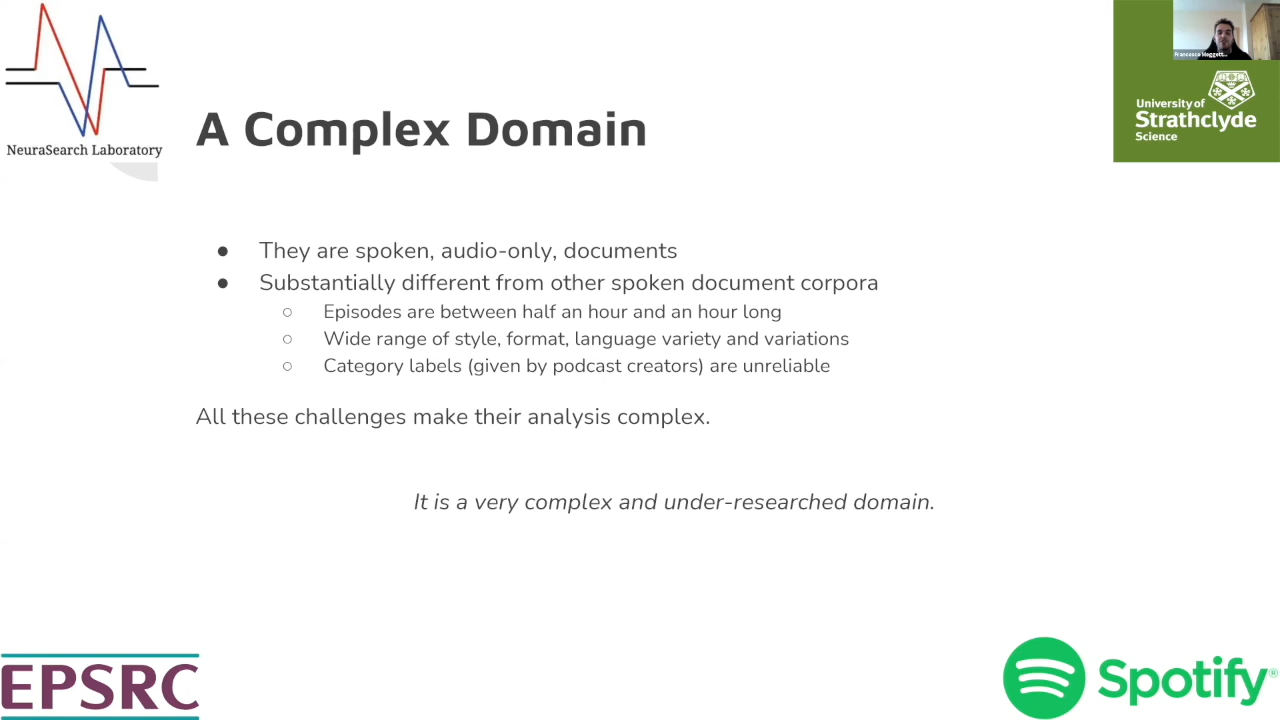 Francesco Meggett...
University of
Strathclyde
Science
NeuraSearch Laboratory
A Complex Domain
● They are spoken, audio-only, documents
● Substantially different from other spoken document corpora
○ Episodes are between half an hour and an hour long
○ Wide range of style, format, language variety and variations
○ Category labels (given by podcast creators) are unreliable
All these challenges make their analysis complex.
It is a very complex and under-researched domain.
EPSRC
Spotify®